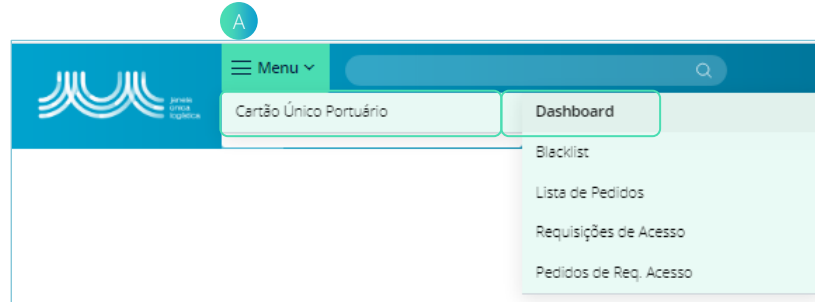 A
Menu
janela
única
logística
Cartão Único Portuário
Dashboard
Blacklist
Lista de Pedidos
Requisições de Acesso
Pedidos de Req. Acesso